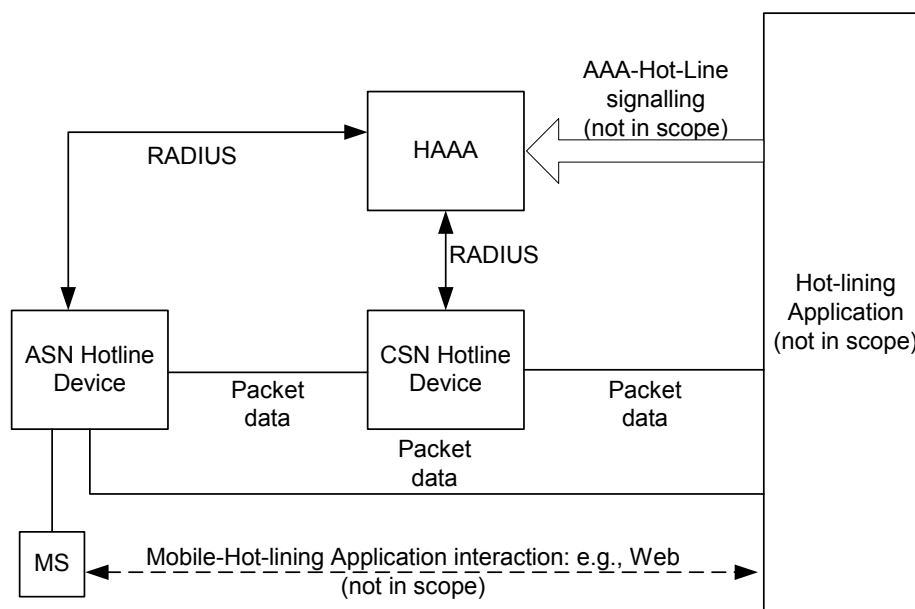 AAA-Hot-Line
signalling
(not in scope)
HAAA
RADIUS
RADIUS
Hot-lining
Application
(not in scope)
ASN Hotline
Device
CSN Hotline
Device
Packet
data
Packet
data
Packet
data
MS
Mobile-Hot-lining Application interaction: e.g., Web
(not in scope)